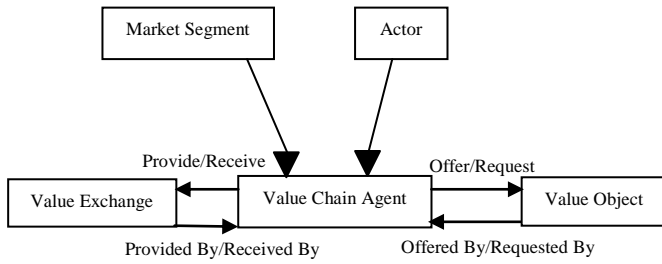 Market Segment
Actor
Provide/Receive
Offer/Request
Value Exchange
Value Chain Agent
Value Object
Provided By/Received By
Offered By/Requested By